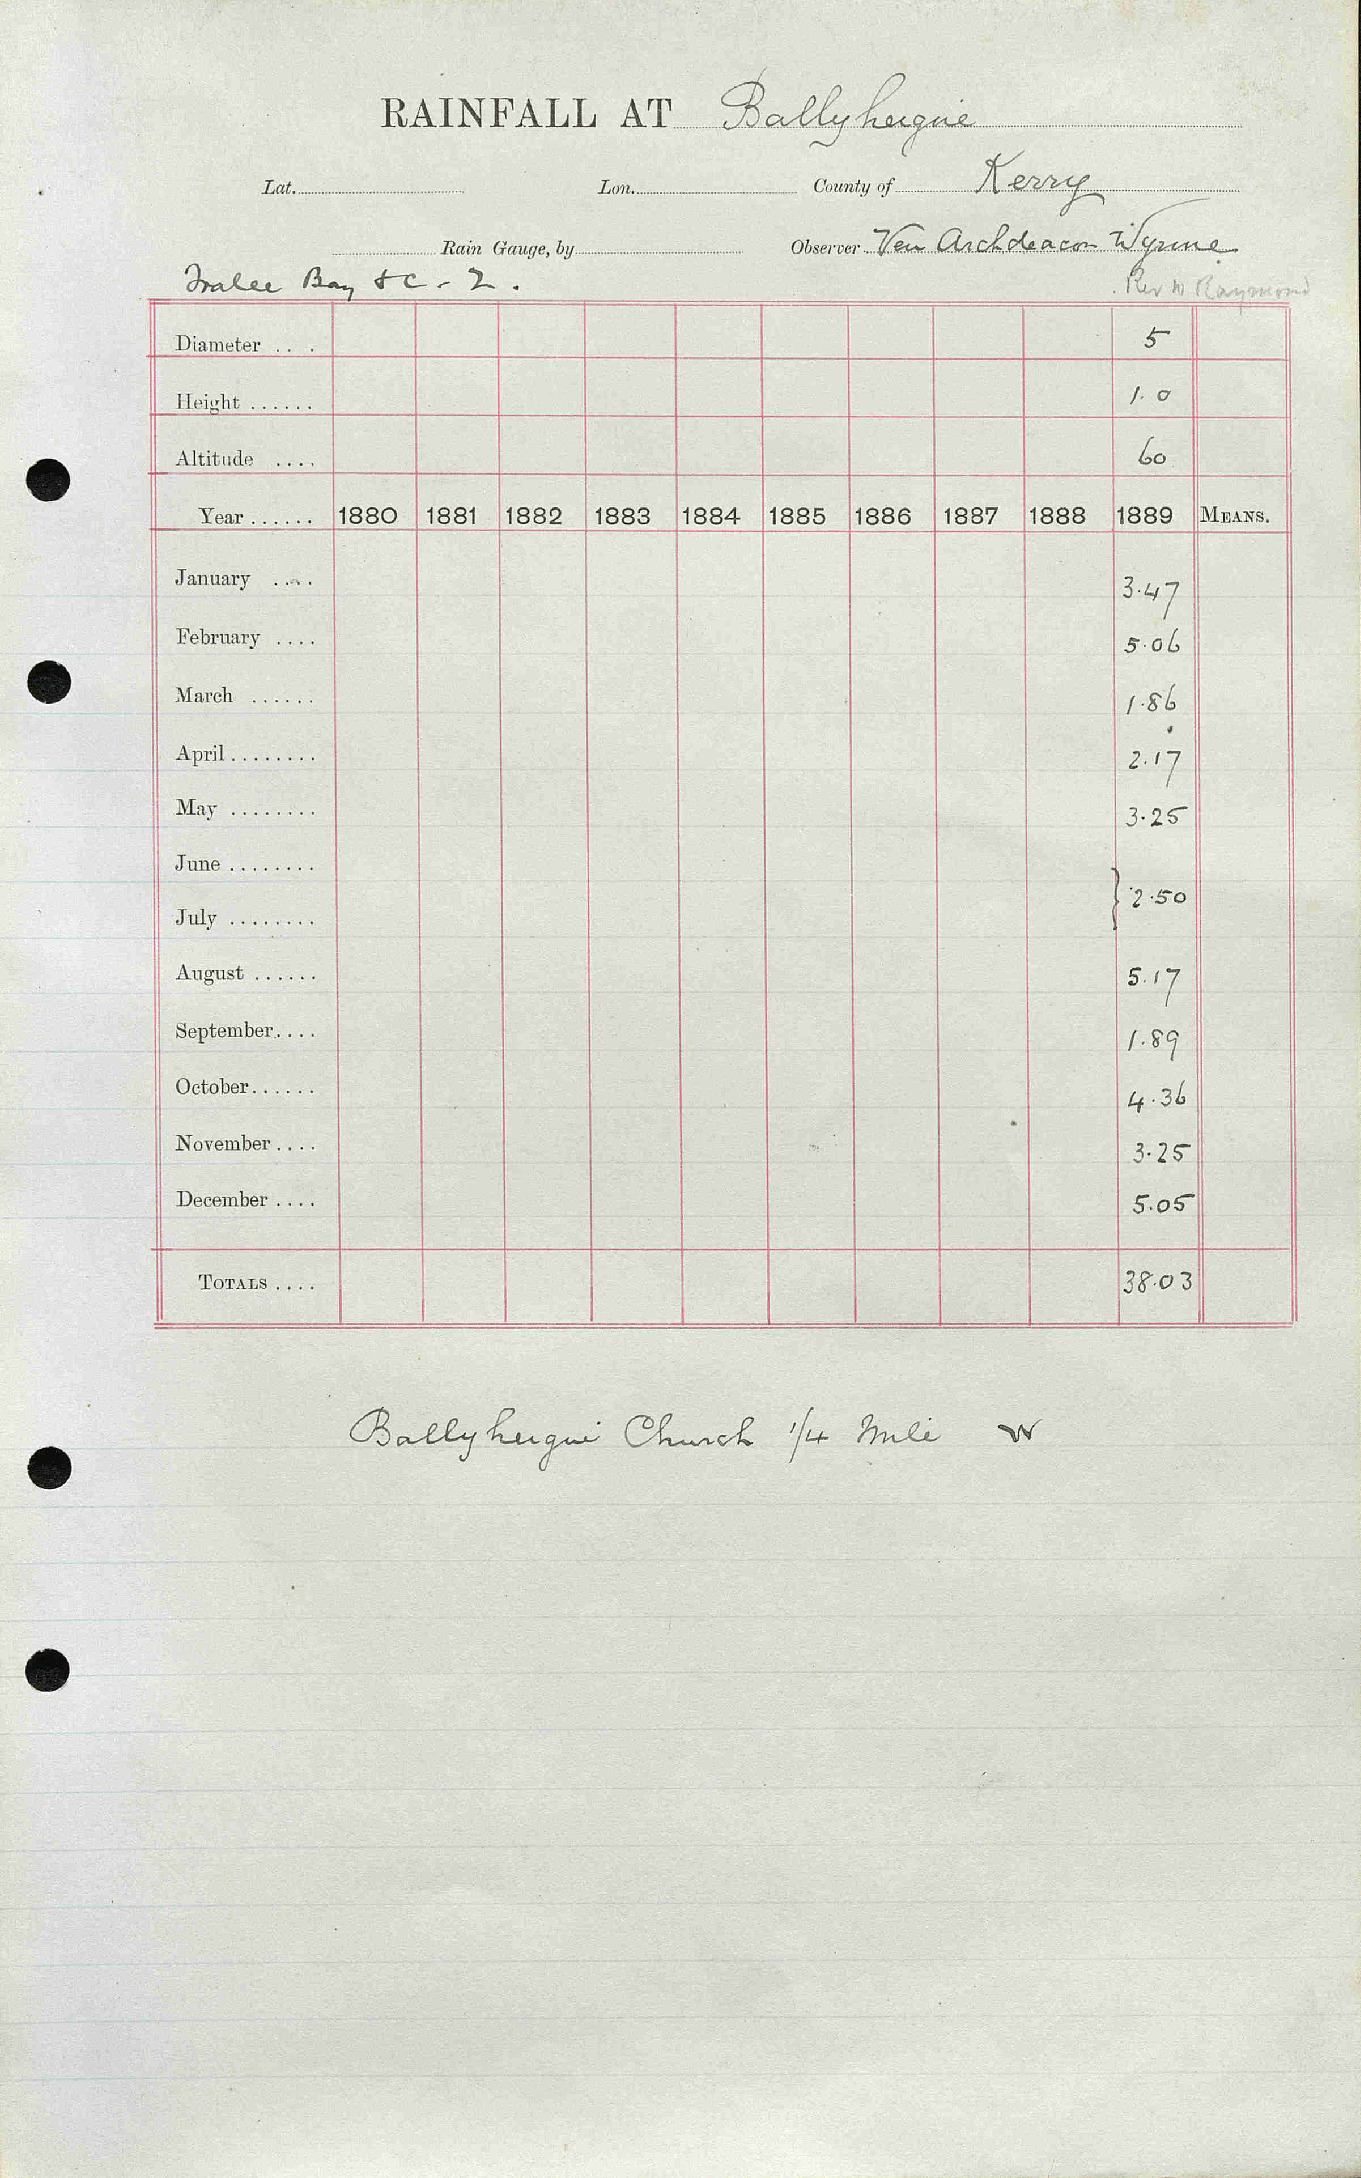 RAINFALL AT Ballyheigue
Lat. Lon. County of Kerry
Rain Gauge, by Observer Ven Archdeacon Wynne
Tralee Bay &c - 2. Rev W Raymond
Diameter . . . 5
Height . . . . . . 1.0
Altitude . . . . 60
Year . . . . . . 1880 1881 1882 1883 1884 1885 1886 1887 1888 1889 MEANS.
January . . . . 3.47
February . . . . 5.06
March . . . . . . 1.86
April . . . . . . . . 2.17
May . . . . . . . . 3.25
June . . . . . . . .
} 2.50
July . . . . . . . .
August . . . . . . 5.17
September . . . . 1.89
October . . . . . . 4.36
November . . . . 3.25
December . . . . 5.05
TOTALS . . . . 38.03
Ballyheigue Church 1/4 Mile W